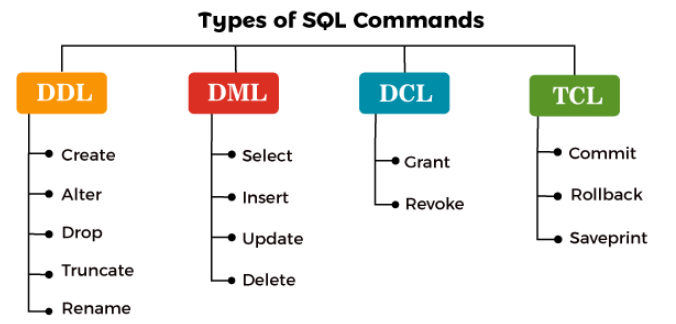 Types of SQL Commands
DDL
Create
Alter
Drop
Truncate
Rename
DML
Select
Insert
Update
Delete
DCL
Grant
Revoke
TCL
Commit
Rollback
Saveprint